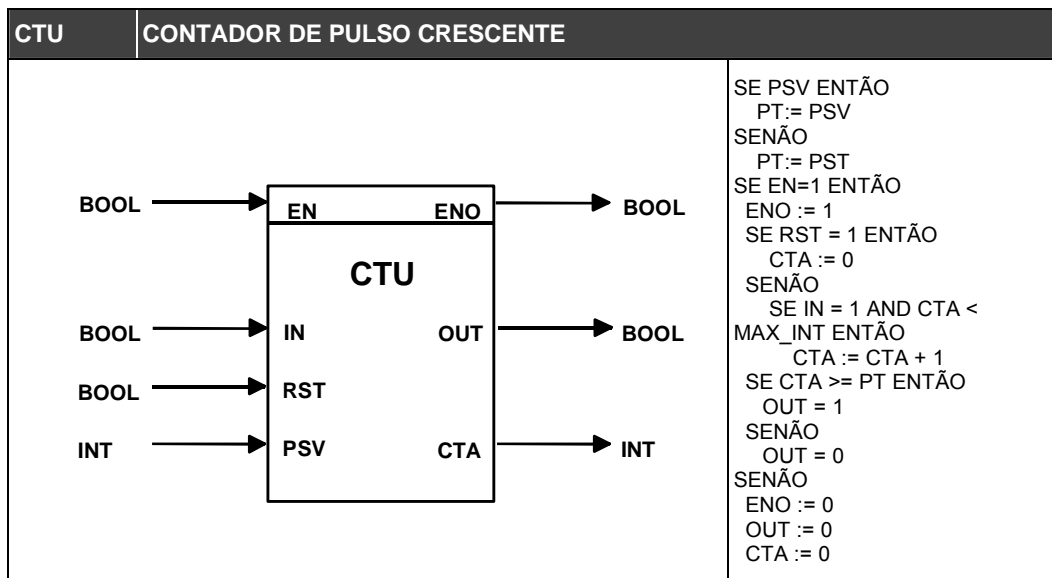 CTU CONTADOR DE PULSO CRESCENTE
BOOL EN ENO BOOL
CTU
BOOL IN OUT BOOL
BOOL RST
INT PSV CTA INT
SE PSV ENTÃO
PT:= PSV
SENÃO
PT:= PST
SE EN=1 ENTÃO
ENO := 1
SE RST = 1 ENTÃO
CTA := 0
SENÃO
SE IN = 1 AND CTA <
MAX_INT ENTÃO
CTA := CTA + 1
SE CTA >= PT ENTÃO
OUT = 1
SENÃO
OUT = 0
SENÃO
ENO := 0
OUT := 0
CTA := 0